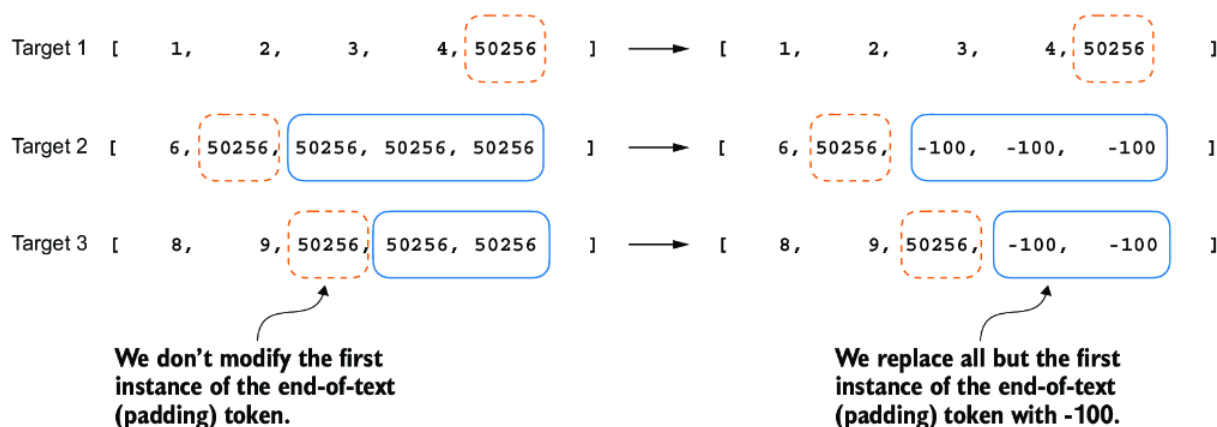 Target 1 [ 1, 2, 3, 4, 50256 ] [ 1, 2, 3, 4, 50256 ]
Target 2 [ 6, 50256, 50256, 50256, 50256 ] [ 6, 50256, -100, -100, -100 ]
Target 3 [ 8, 9, 50256, 50256, 50256 ] [ 8, 9, 50256, -100, -100 ]
We don’t modify the first
instance of the end-of-text
(padding) token.
We replace all but the first
instance of the end-of-text
(padding) token with -100.